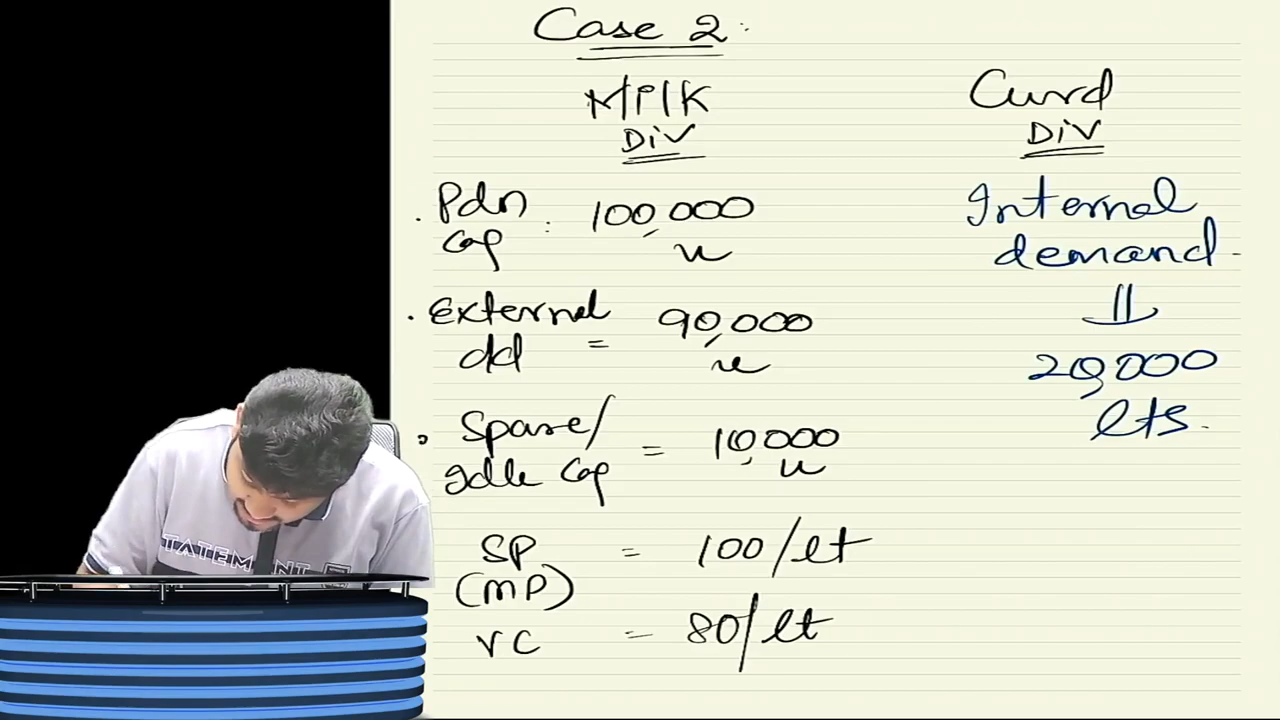 Case 2:
Milk
Div
. Pdn
cap : 100,000
u
. External
dd = 90,000
u
. Spare/
Idle cap = 10,000
u
SP = 100/lt
(MP)
VC = 80/lt
Curd
Div
Internal
demand.
20,000
lts.
TATEMENT